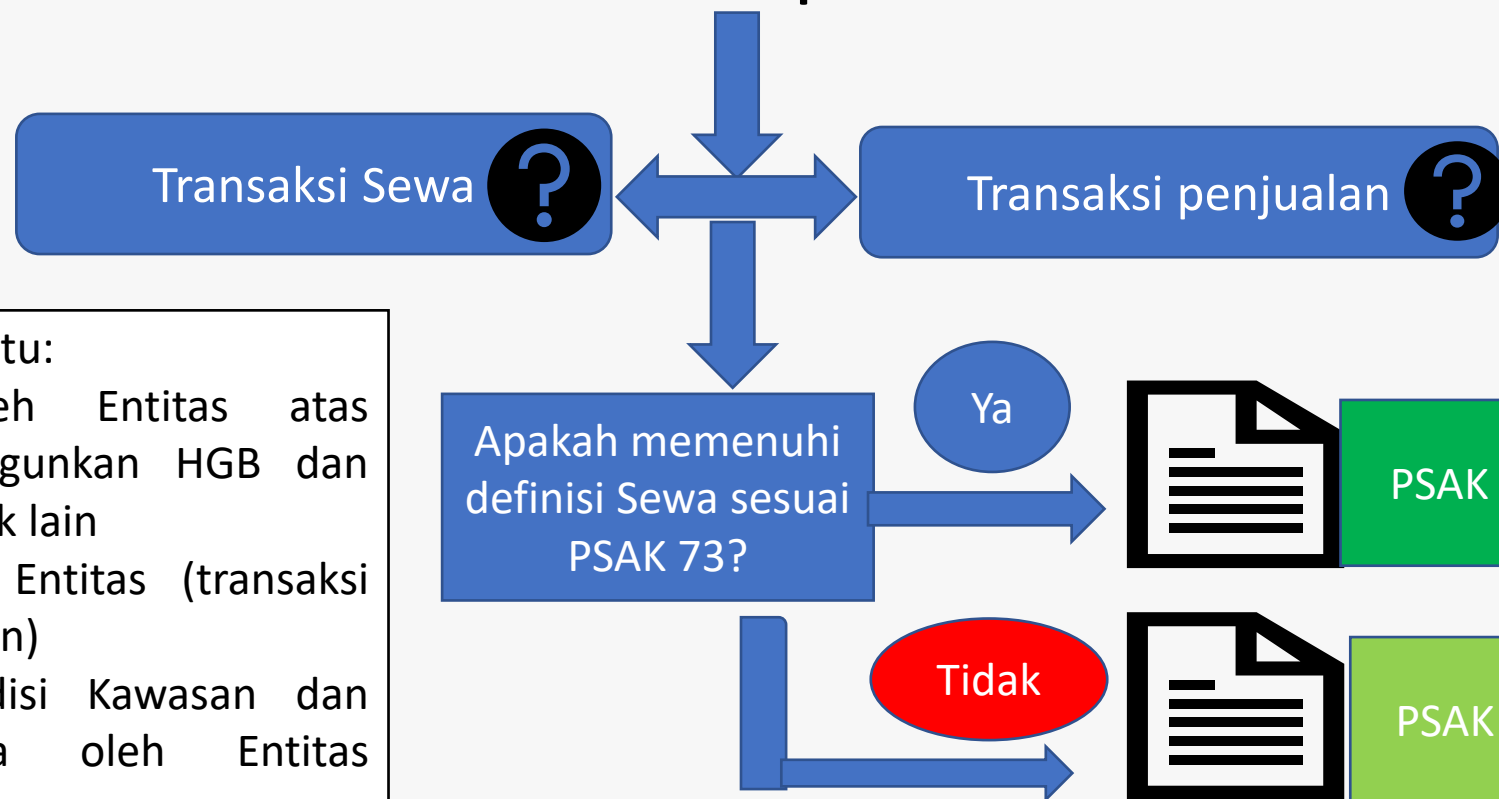 Transaksi Sewa
Transaksi penjualan
tu:
eh Entitas atas
gunkan HGB dan
k lain
Entitas (transaksi
n)
disi Kawasan dan
a oleh Entitas
Apakah memenuhi
definisi Sewa sesuai
PSAK 73?
Ya
PSAK
Tidak
PSAK